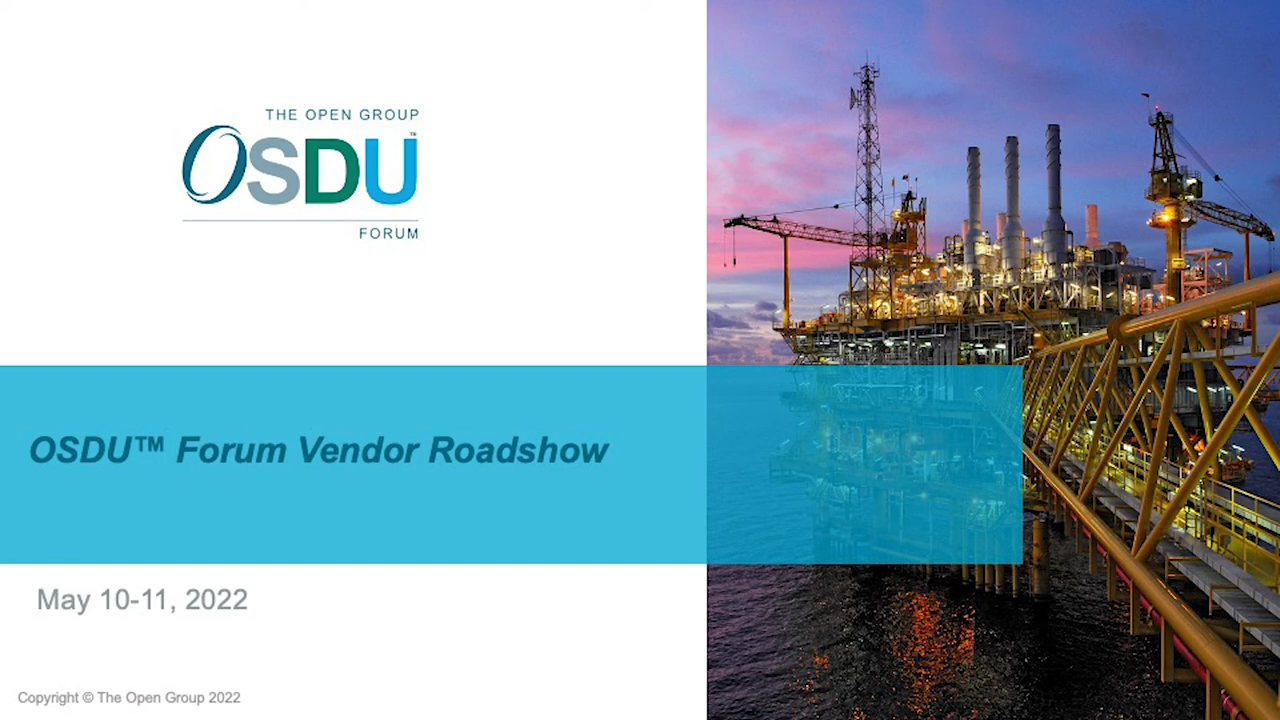 THE OPEN GROUP
OSDU™
FORUM
OSDU™ Forum Vendor Roadshow
May 10-11, 2022
Copyright © The Open Group 2022